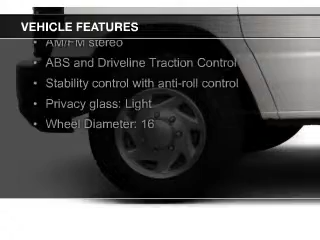 VEHICLE FEATURES
• AM/FM stereo
• ABS and Driveline Traction Control
• Stability control with anti-roll control
• Privacy glass: Light
• Wheel Diameter: 16